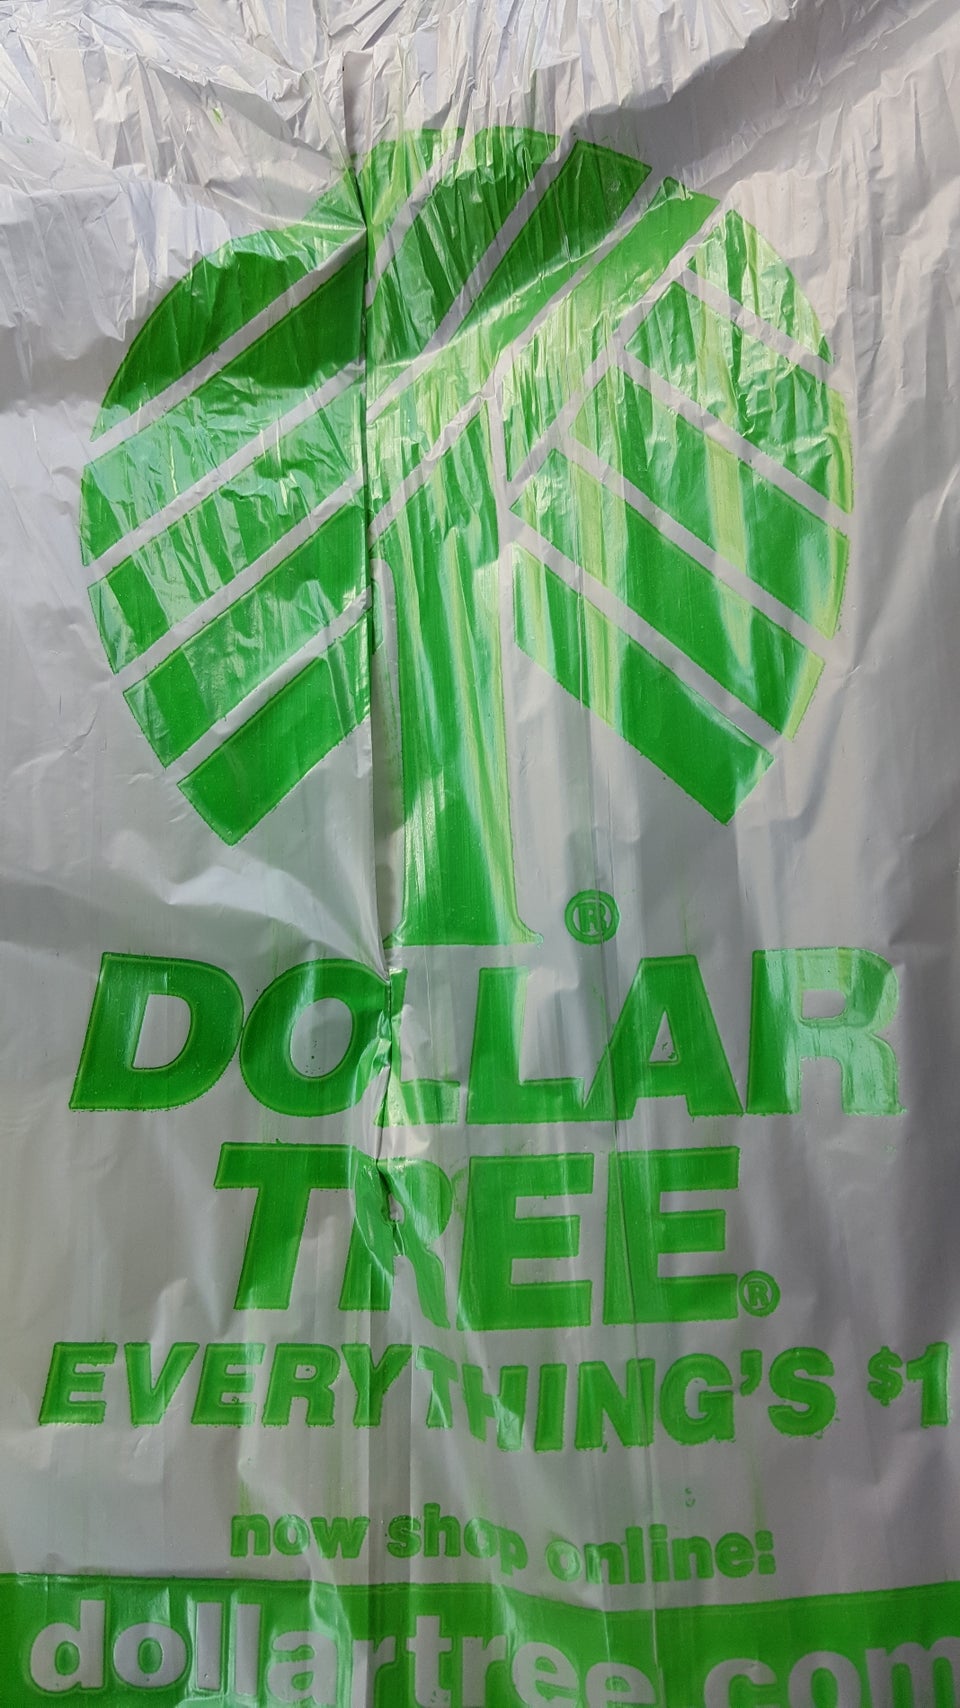 ®
DOLLAR
TREE®
EVERYTHING'S $1
now shop online:
dollartree.com